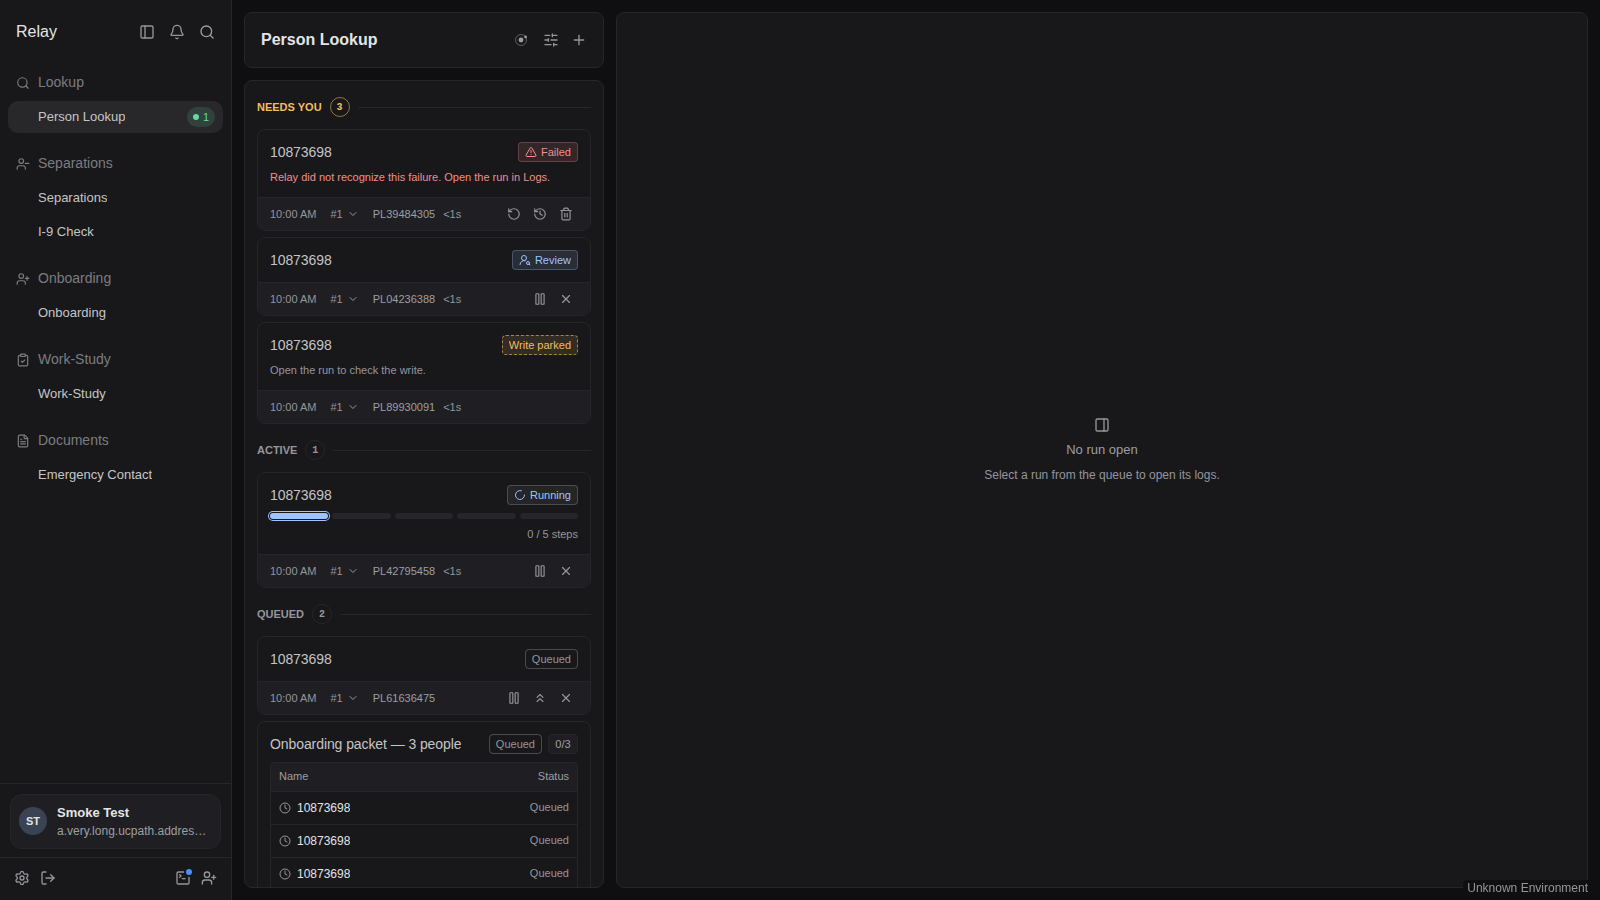 Relay
Lookup
Person Lookup
1
Separations
Separations
I-9 Check
Onboarding
Onboarding
Work-Study
Work-Study
Documents
Emergency Contact
ST
Smoke Test
a.very.long.ucpath.addres…
Person Lookup
NEEDS YOU 3
10873698
Failed
Relay did not recognize this failure. Open the run in Logs.
10:00 AM #1 PL39484305 <1s
10873698
Review
10:00 AM #1 PL04236388 <1s
10873698
Write parked
Open the run to check the write.
10:00 AM #1 PL89930091 <1s
ACTIVE 1
10873698
Running
0 / 5 steps
10:00 AM #1 PL42795458 <1s
QUEUED 2
10873698
Queued
10:00 AM #1 PL61636475
Onboarding packet — 3 people
Queued 0/3
Name Status
10873698 Queued
10873698 Queued
10873698 Queued
No run open
Select a run from the queue to open its logs.
Unknown Environment